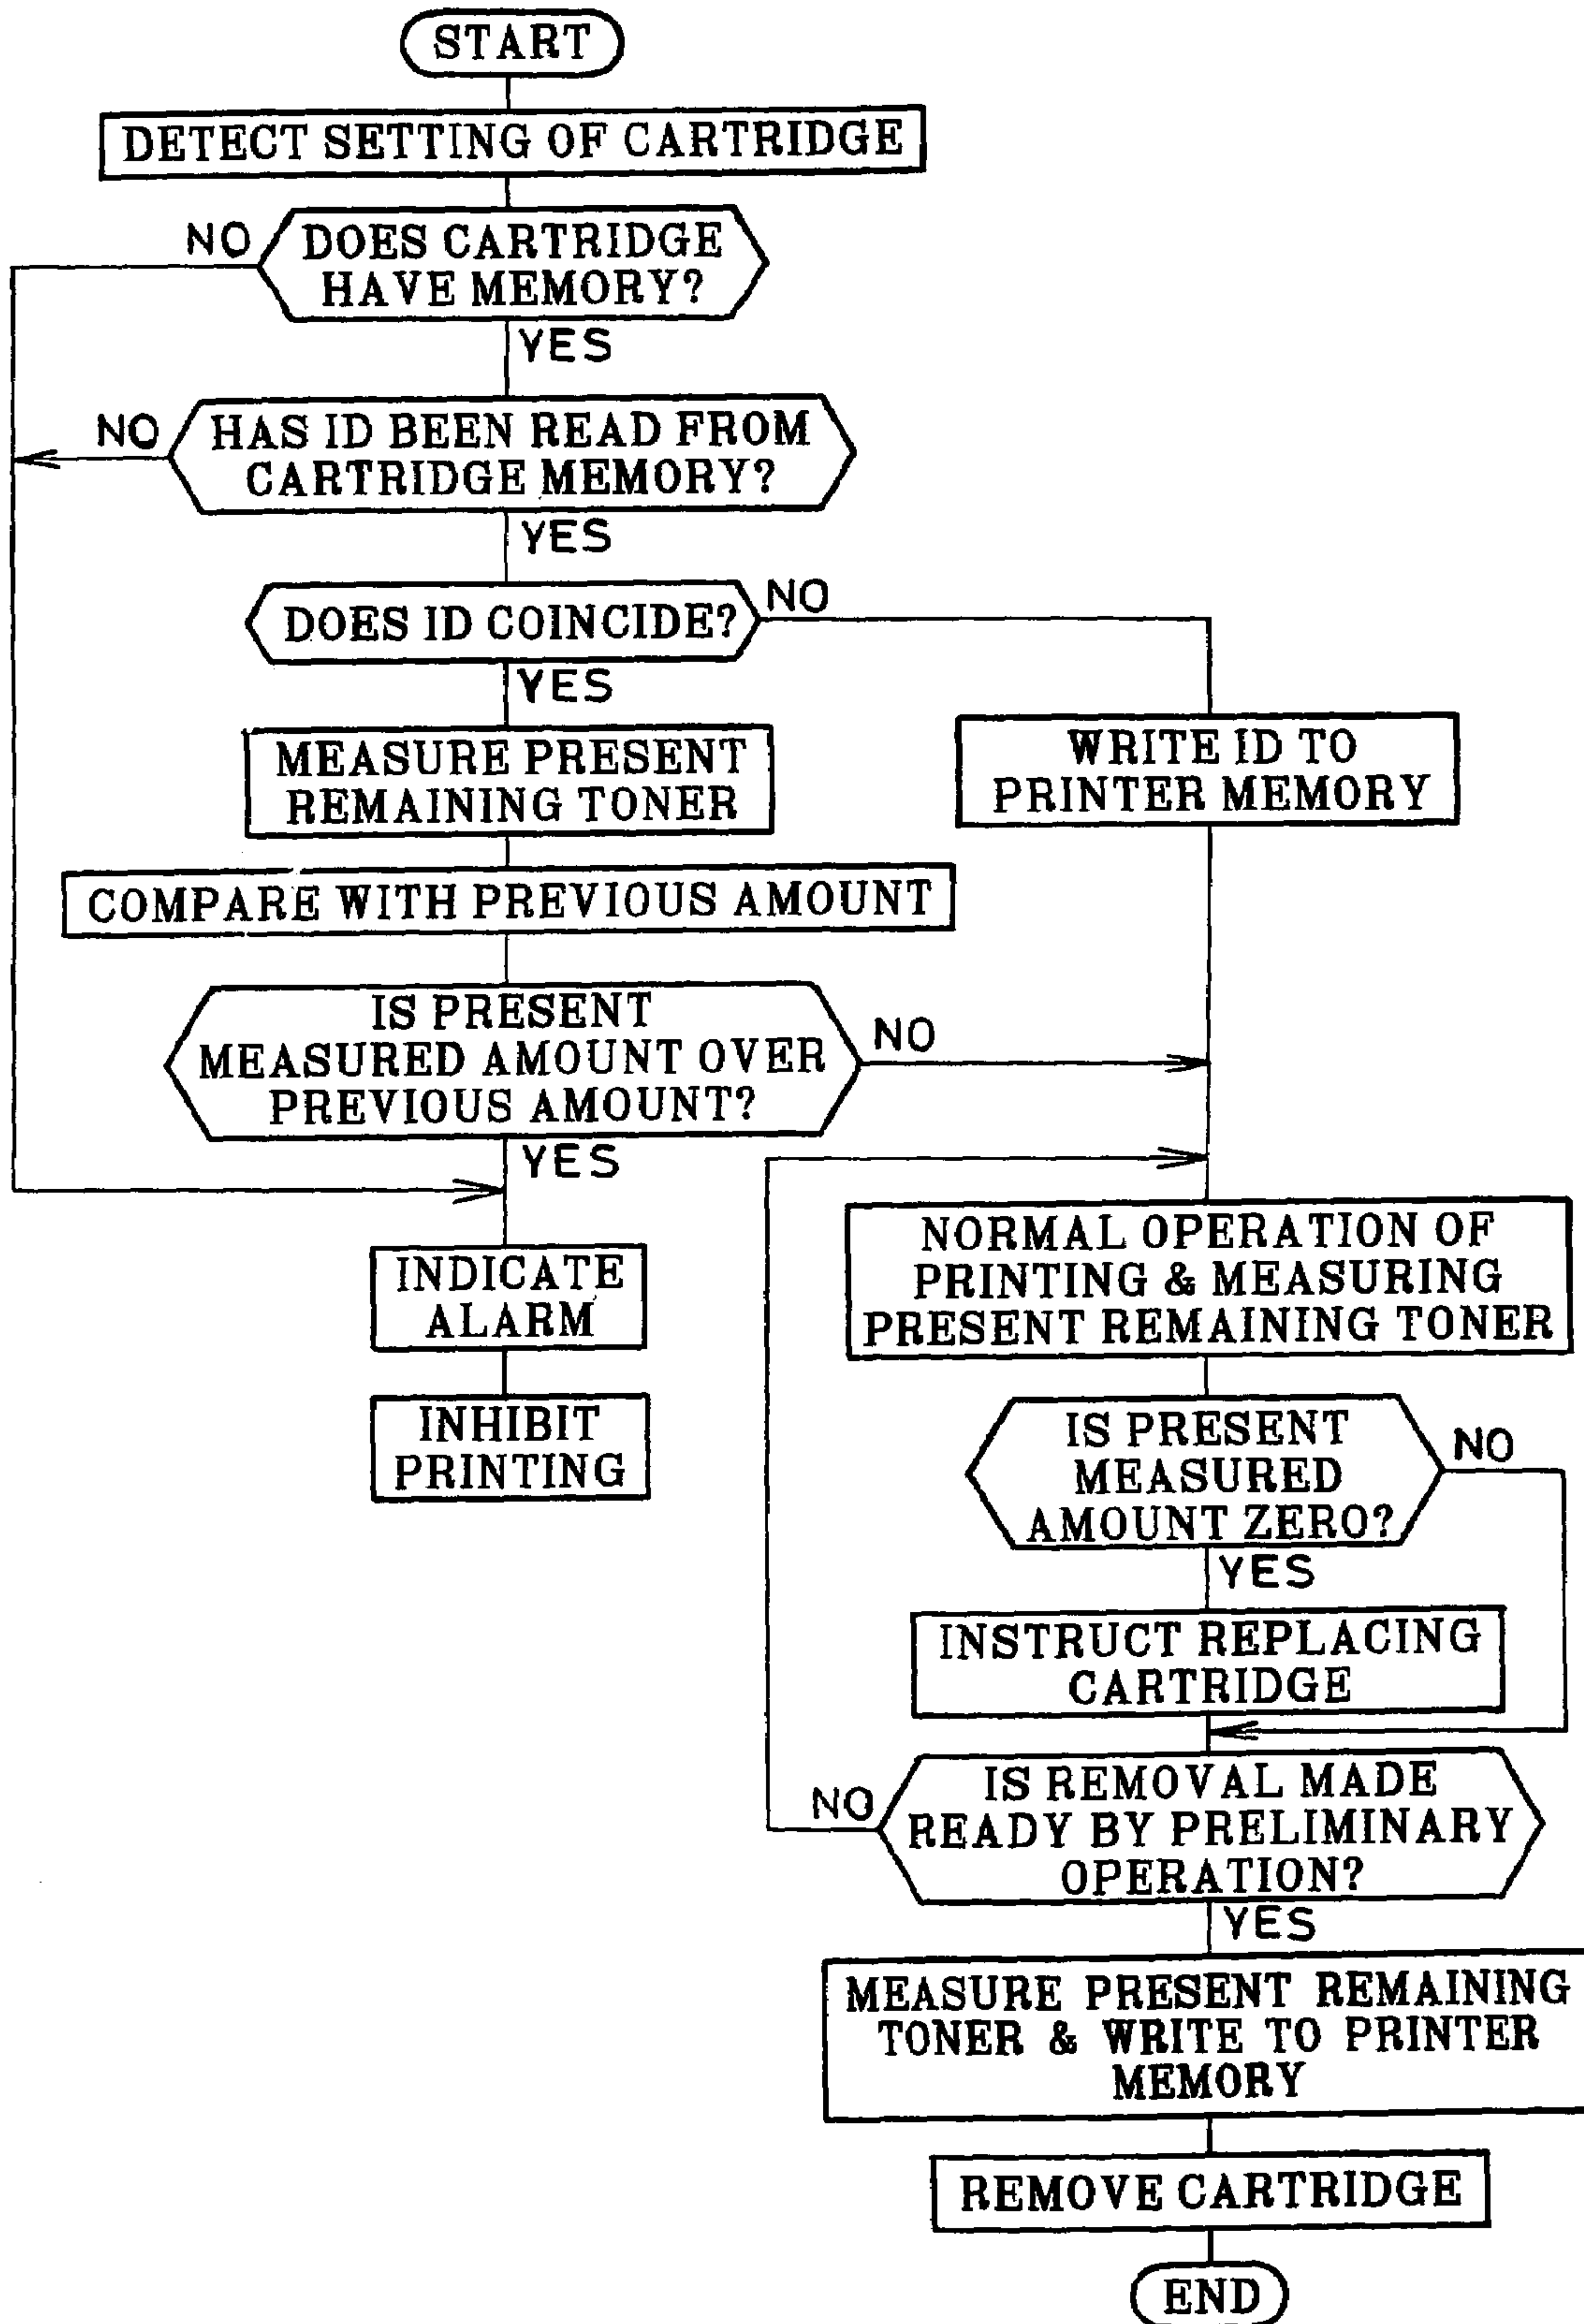 START
DETECT SETTING OF CARTRIDGE
NO
DOES CARTRIDGE
HAVE MEMORY?
YES
NO
HAS ID BEEN READ FROM
CARTRIDGE MEMORY?
YES
DOES ID COINCIDE?
NO
YES
MEASURE PRESENT
REMAINING TONER
WRITE ID TO
PRINTER MEMORY
COMPARE WITH PREVIOUS AMOUNT
IS PRESENT
MEASURED AMOUNT OVER
PREVIOUS AMOUNT?
NO
YES
INDICATE
ALARM
INHIBIT
PRINTING
NORMAL OPERATION OF
PRINTING & MEASURING
PRESENT REMAINING TONER
IS PRESENT
MEASURED
AMOUNT ZERO?
NO
YES
INSTRUCT REPLACING
CARTRIDGE
NO
IS REMOVAL MADE
READY BY PRELIMINARY
OPERATION?
YES
MEASURE PRESENT REMAINING
TONER & WRITE TO PRINTER
MEMORY
REMOVE CARTRIDGE
END